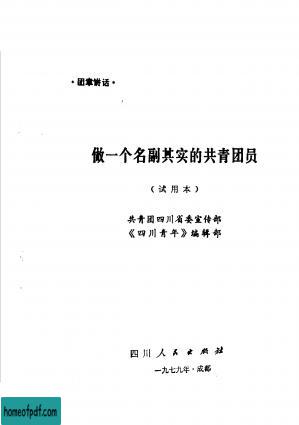 ·团章讲话·
做一个名副其实的共青团员
（试用本）
共青团四川省委宣传部
《四川青年》编辑部
四川人民出版社
一九七九年·成都
homeofpdf.com
homeofpdf.com